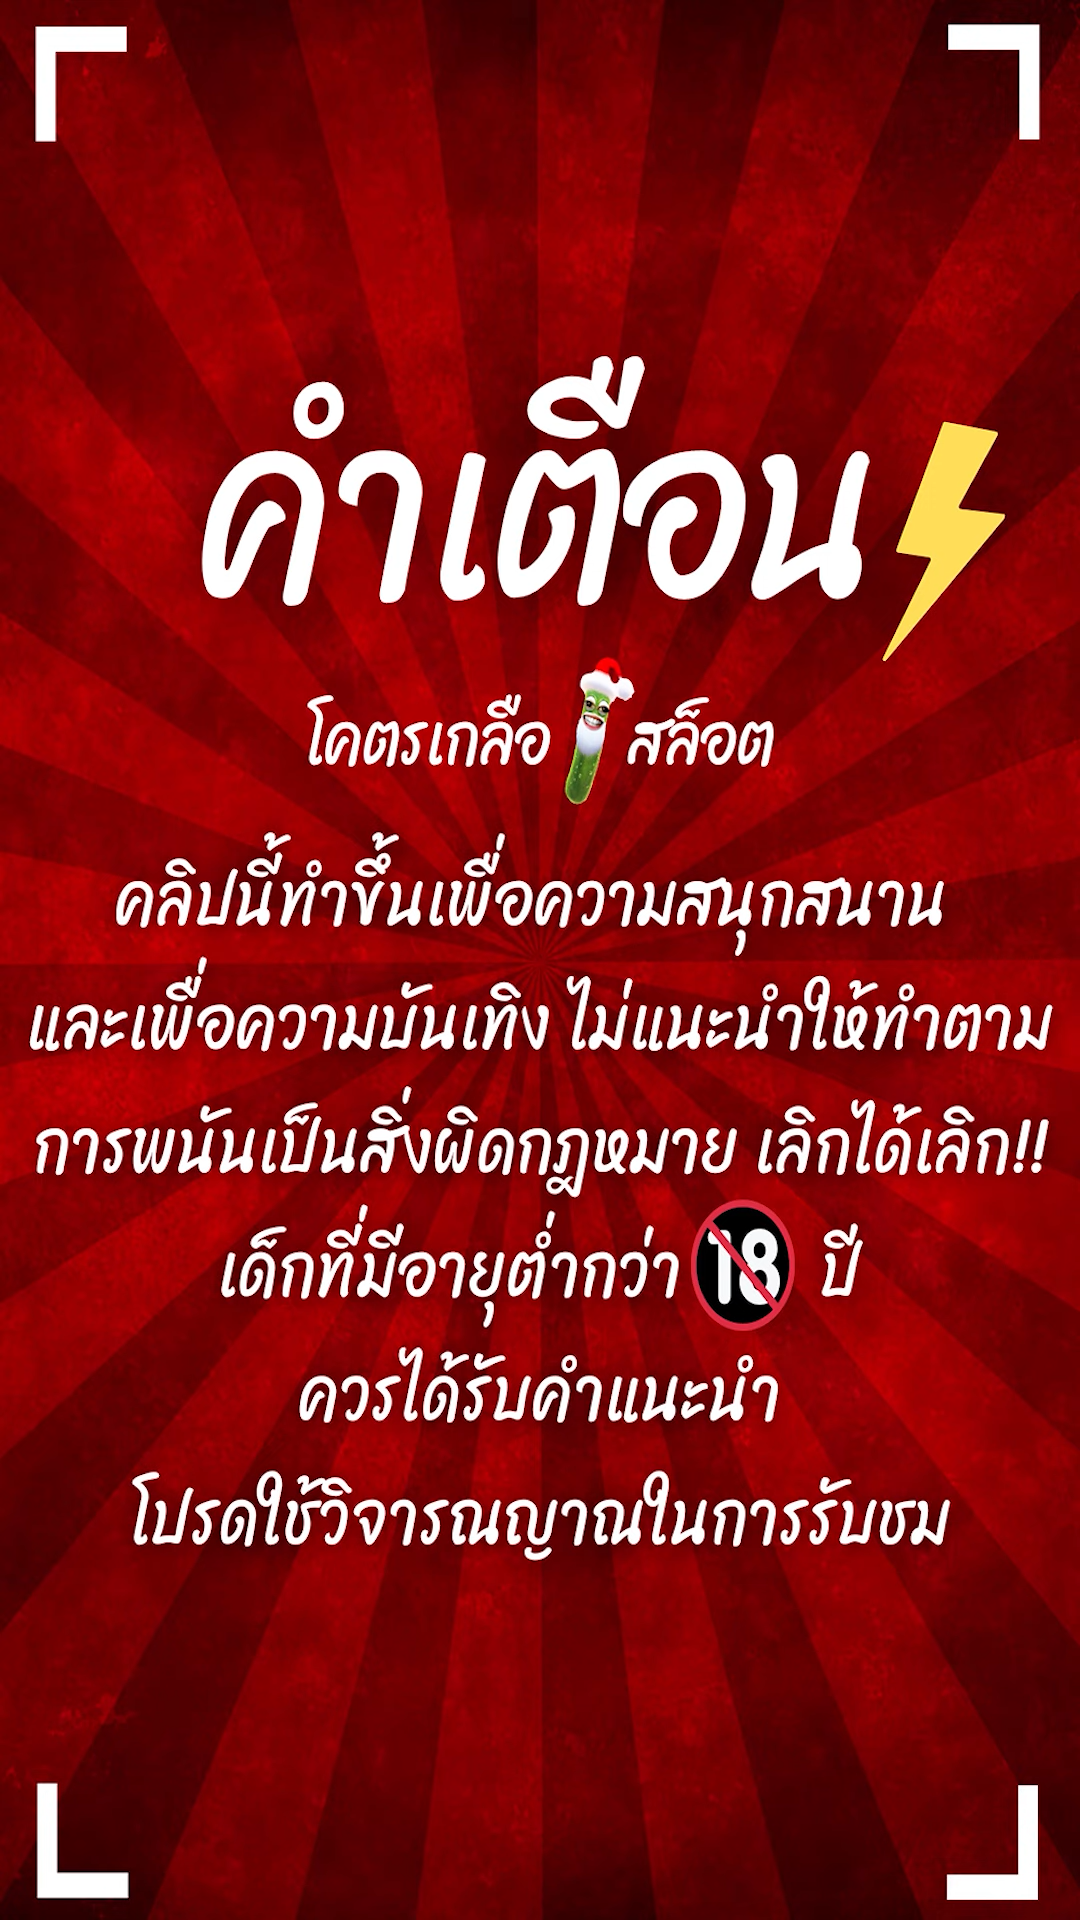 คำเตือน
โคตรเกลือ สล็อต
คลิปนี้ทำขึ้นเพื่อความสนุกสนาน
และเพื่อความบันเทิง ไม่แนะนำให้ทำตาม
การพนันเป็นสิ่งผิดกฎหมาย เลิกได้เลิก!!
เด็กที่มีอายุต่ำกว่า 18 ปี
ควรได้รับคำแนะนำ
โปรดใช้วิจารณญาณในการรับชม